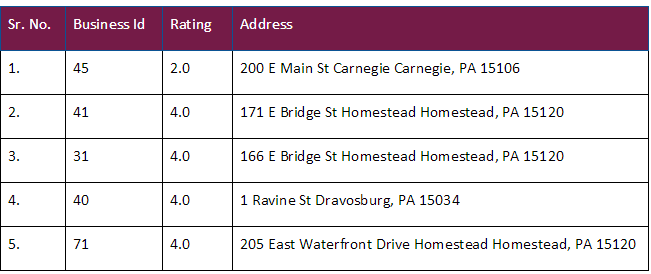 Sr. No. Business Id Rating Address
1. 45 2.0 200 E Main St Carnegie Carnegie, PA 15106
2. 41 4.0 171 E Bridge St Homestead Homestead, PA 15120
3. 31 4.0 166 E Bridge St Homestead Homestead, PA 15120
4. 40 4.0 1 Ravine St Dravosburg, PA 15034
5. 71 4.0 205 East Waterfront Drive Homestead Homestead, PA 15120